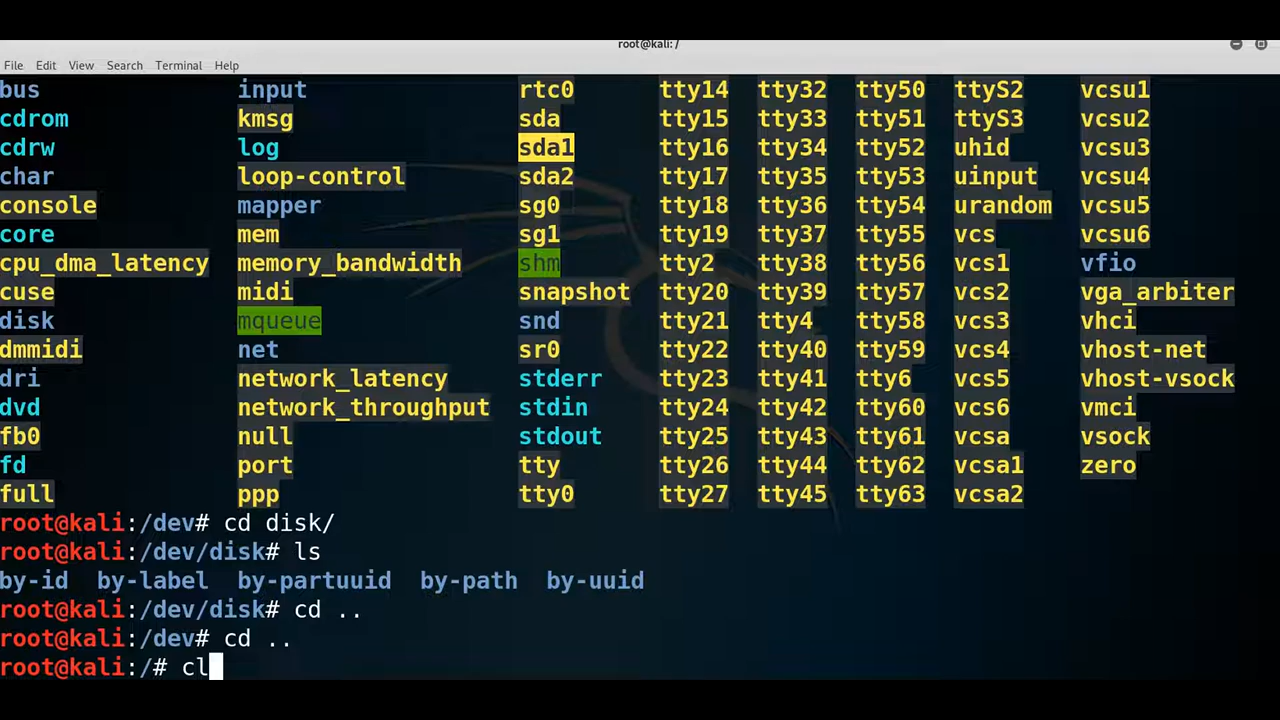 root@kali: /
File Edit View Search Terminal Help
bus input rtc0 tty14 tty32 tty50 ttyS2 vcsu1
cdrom kmsg sda tty15 tty33 tty51 ttyS3 vcsu2
cdrw log sda1 tty16 tty34 tty52 uhid vcsu3
char loop-control sda2 tty17 tty35 tty53 uinput vcsu4
console mapper sg0 tty18 tty36 tty54 urandom vcsu5
core mem sg1 tty19 tty37 tty55 vcs vcsu6
cpu_dma_latency memory_bandwidth shm tty2 tty38 tty56 vcs1 vfio
cuse midi snapshot tty20 tty39 tty57 vcs2 vga_arbiter
disk mqueue snd tty21 tty4 tty58 vcs3 vhci
dmmidi net sr0 tty22 tty40 tty59 vcs4 vhost-net
dri network_latency stderr tty23 tty41 tty6 vcs5 vhost-vsock
dvd network_throughput stdin tty24 tty42 tty60 vcs6 vmci
fb0 null stdout tty25 tty43 tty61 vcsa vsock
fd port tty tty26 tty44 tty62 vcsa1 zero
full ppp tty0 tty27 tty45 tty63 vcsa2
root@kali:/dev# cd disk/
root@kali:/dev/disk# ls
by-id by-label by-partuuid by-path by-uuid
root@kali:/dev/disk# cd ..
root@kali:/dev# cd ..
root@kali:/# cl